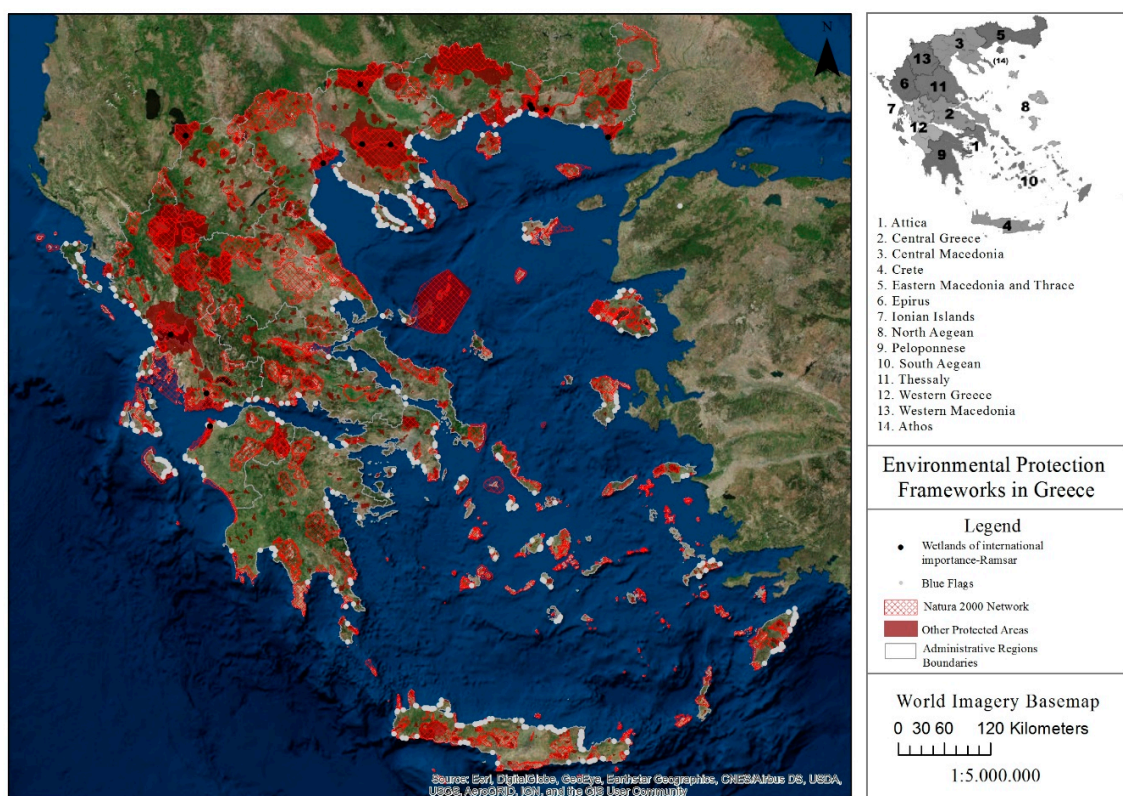 N
5
3
(14)
13
6
11
7
8
2
12
1
9
10
4
1. Attica
2. Central Greece
3. Central Macedonia
4. Crete
5. Eastern Macedonia and Thrace
6. Epirus
7. Ionian Islands
8. North Aegean
9. Peloponnese
10. South Aegean
11. Thessaly
12. Western Greece
13. Western Macedonia
14. Athos
Environmental Protection
Frameworks in Greece
Legend
Wetlands of international
importance-Ramsar
Blue Flags
Natura 2000 Network
Other Protected Areas
Administrative Regions
Boundaries
World Imagery Basemap
0 30 60 120 Kilometers
1:5.000.000
Source: Esri, DigitalGlobe, GeoEye, Earthstar Geographics, CNES/Airbus DS, USDA,
USGS, AeroGRID, IGN, and the GIS User Community